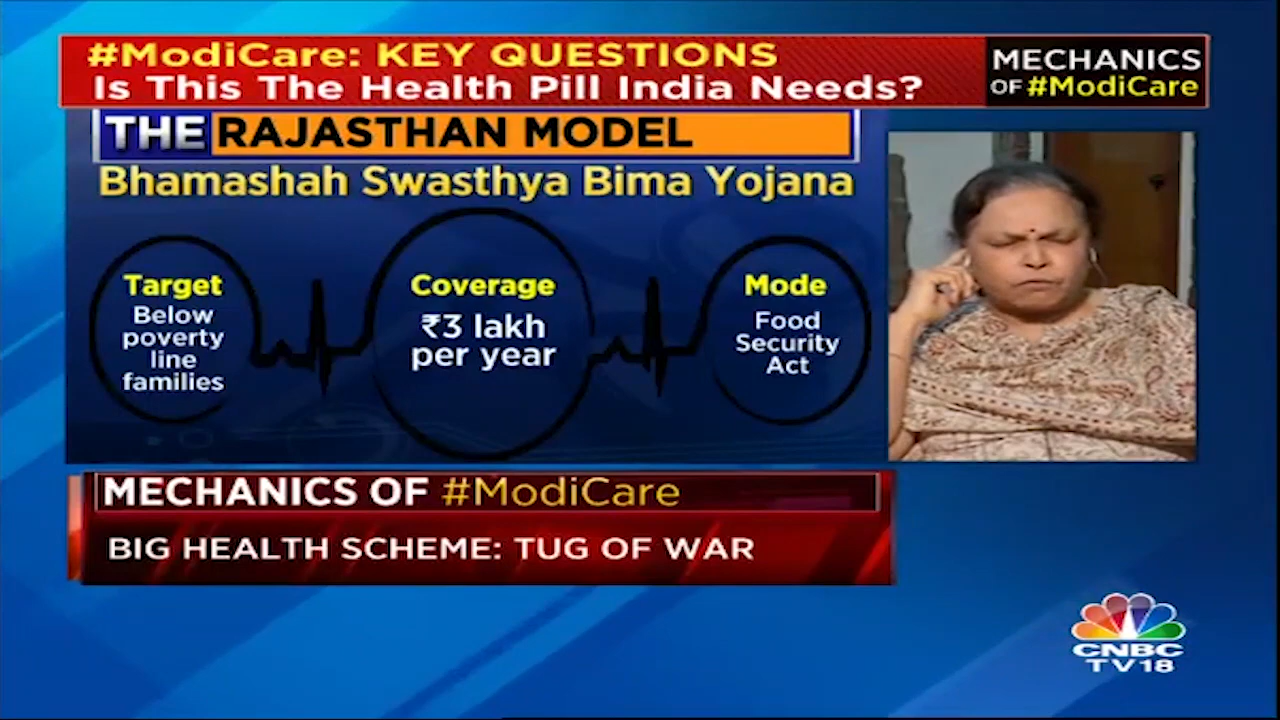 #ModiCare: KEY QUESTIONS
Is This The Health Pill India Needs?
MECHANICS
OF #ModiCare
THE RAJASTHAN MODEL
Bhamashah Swasthya Bima Yojana
Target
Below
poverty
line
families
Coverage
₹3 lakh
per year
Mode
Food
Security
Act
MECHANICS OF #ModiCare
BIG HEALTH SCHEME: TUG OF WAR
CNBC
TV18